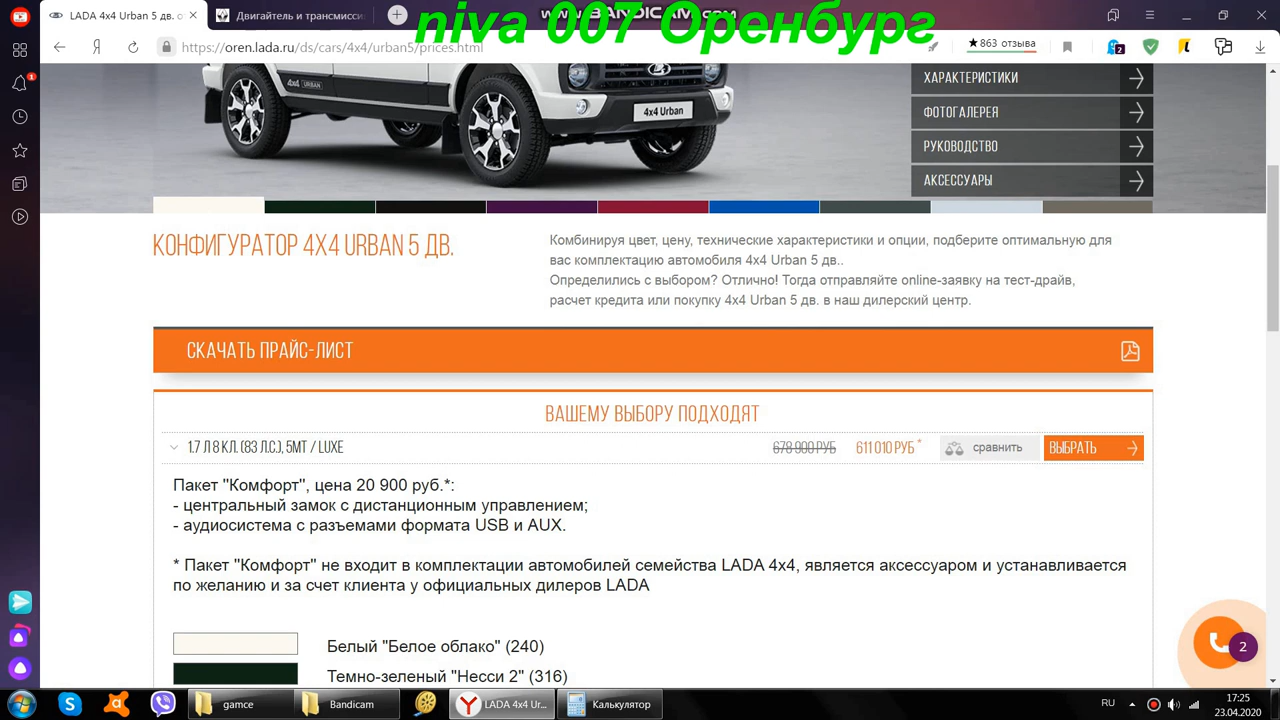 LADA 4x4 Urban 5 дв. о
Двигатель и трансмисси
www.BANDICAM.com
niva 007 Оренбург
https://oren.lada.ru/ds/cars/4x4/urban5/prices.html
★863 отзыва
2
1
4x4 URBAN
4x4 Urban
ХАРАКТЕРИСТИКИ
ФОТОГАЛЕРЕЯ
РУКОВОДСТВО
АКСЕССУАРЫ
КОНФИГУРАТОР 4X4 URBAN 5 ДВ.
Комбинируя цвет, цену, технические характеристики и опции, подберите оптимальную для
вас комплектацию автомобиля 4x4 Urban 5 дв..
Определились с выбором? Отлично! Тогда отправляйте online-заявку на тест-драйв,
расчет кредита или покупку 4x4 Urban 5 дв. в наш дилерский центр.
СКАЧАТЬ ПРАЙС-ЛИСТ
ВАШЕМУ ВЫБОРУ ПОДХОДЯТ
1.7 Л 8 КЛ. (83 Л.С.), 5МТ / LUXE
678 900 РУБ 611 010 РУБ * сравнить ВЫБРАТЬ
Пакет "Комфорт", цена 20 900 руб.*:
- центральный замок с дистанционным управлением;
- аудиосистема с разъемами формата USB и AUX.
* Пакет "Комфорт" не входит в комплектации автомобилей семейства LADA 4x4, является аксессуаром и устанавливается
по желанию и за счет клиента у официальных дилеров LADA
Белый "Белое облако" (240)
Темно-зеленый "Несси 2" (316)
2
gamce
Bandicam
LADA 4x4 Ur...
Калькулятор
RU
17:25
23.04.2020